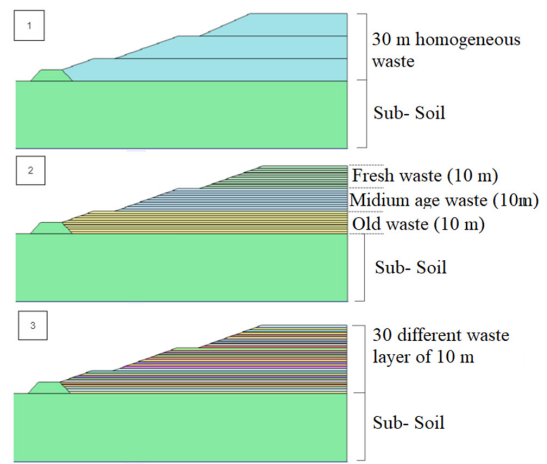 1
30 m homogeneous
waste
Sub- Soil
2
Fresh waste (10 m)
Midium age waste (10m)
Old waste (10 m)
Sub- Soil
3
30 different waste
layer of 10 m
Sub- Soil